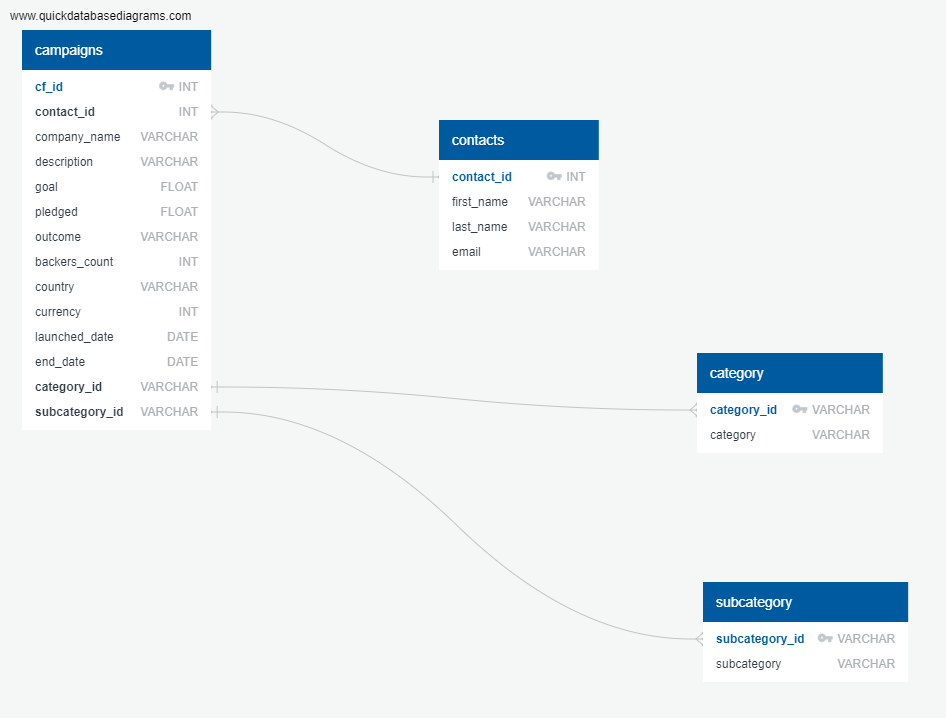 www.quickdatabasediagrams.com
campaigns
cf_id INT
contact_id INT
company_name VARCHAR
description VARCHAR
goal FLOAT
pledged FLOAT
outcome VARCHAR
backers_count INT
country VARCHAR
currency INT
launched_date DATE
end_date DATE
category_id VARCHAR
subcategory_id VARCHAR
contacts
contact_id INT
first_name VARCHAR
last_name VARCHAR
email VARCHAR
category
category_id VARCHAR
category VARCHAR
subcategory
subcategory_id VARCHAR
subcategory VARCHAR